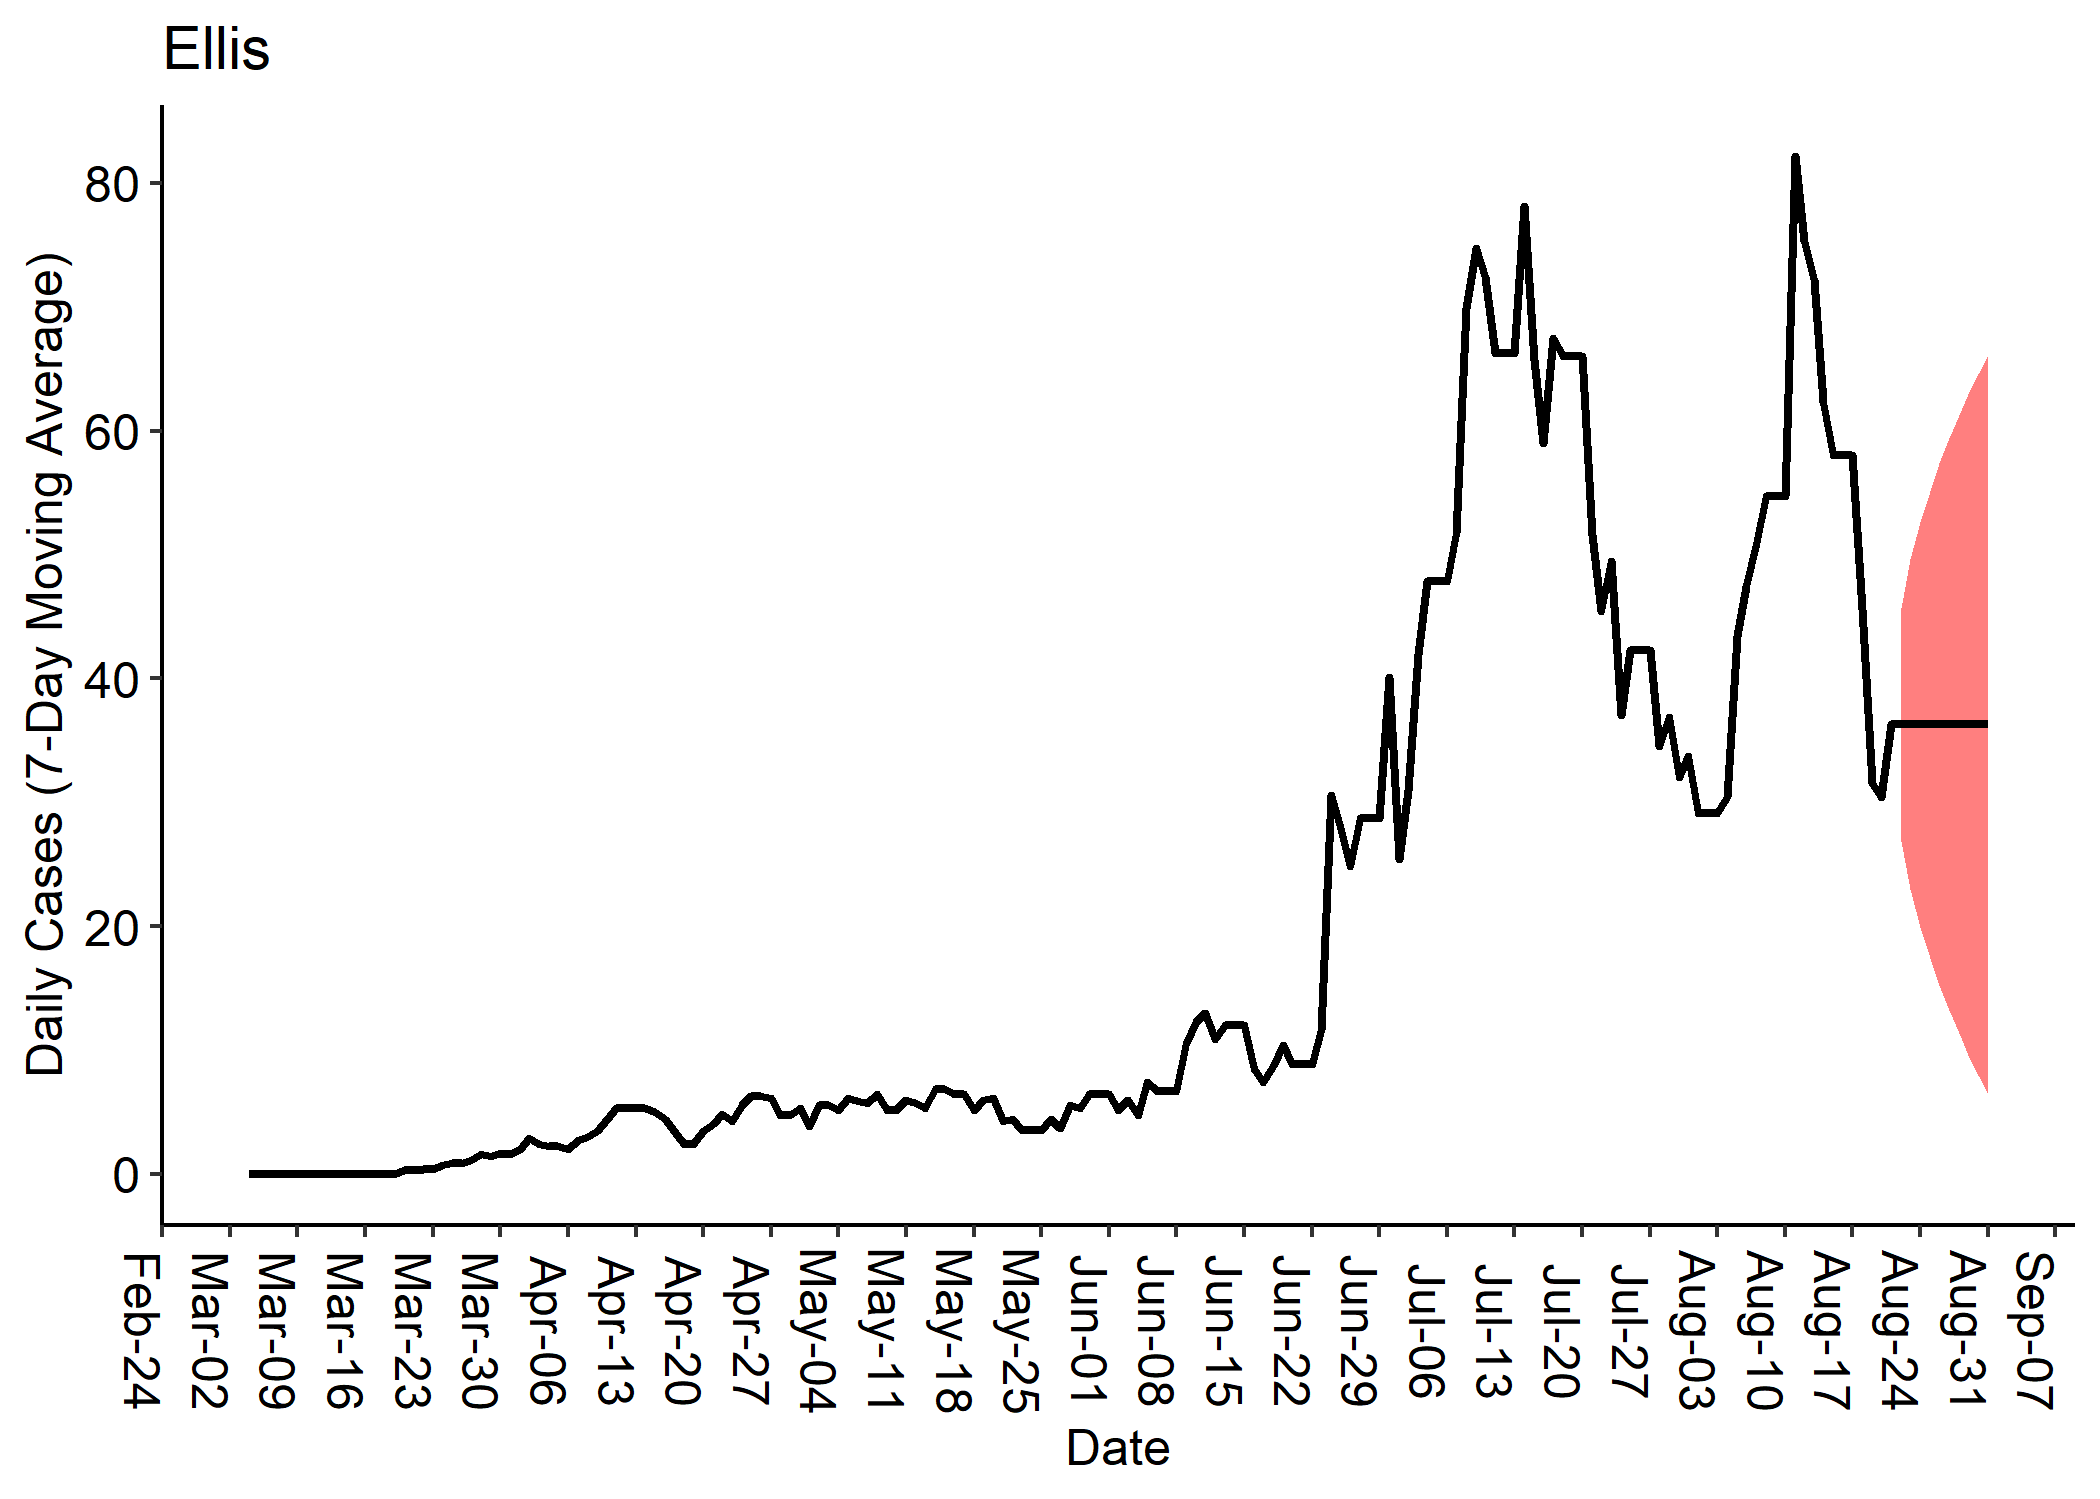 Ellis
Daily Cases (7-Day Moving Average)
80
60
40
20
0
Feb-24
Mar-02
Mar-09
Mar-16
Mar-23
Mar-30
Apr-06
Apr-13
Apr-20
Apr-27
May-04
May-11
May-18
May-25
Jun-01
Jun-08
Jun-15
Jun-22
Jun-29
Jul-06
Jul-13
Jul-20
Jul-27
Aug-03
Aug-10
Aug-17
Aug-24
Aug-31
Sep-07
Date